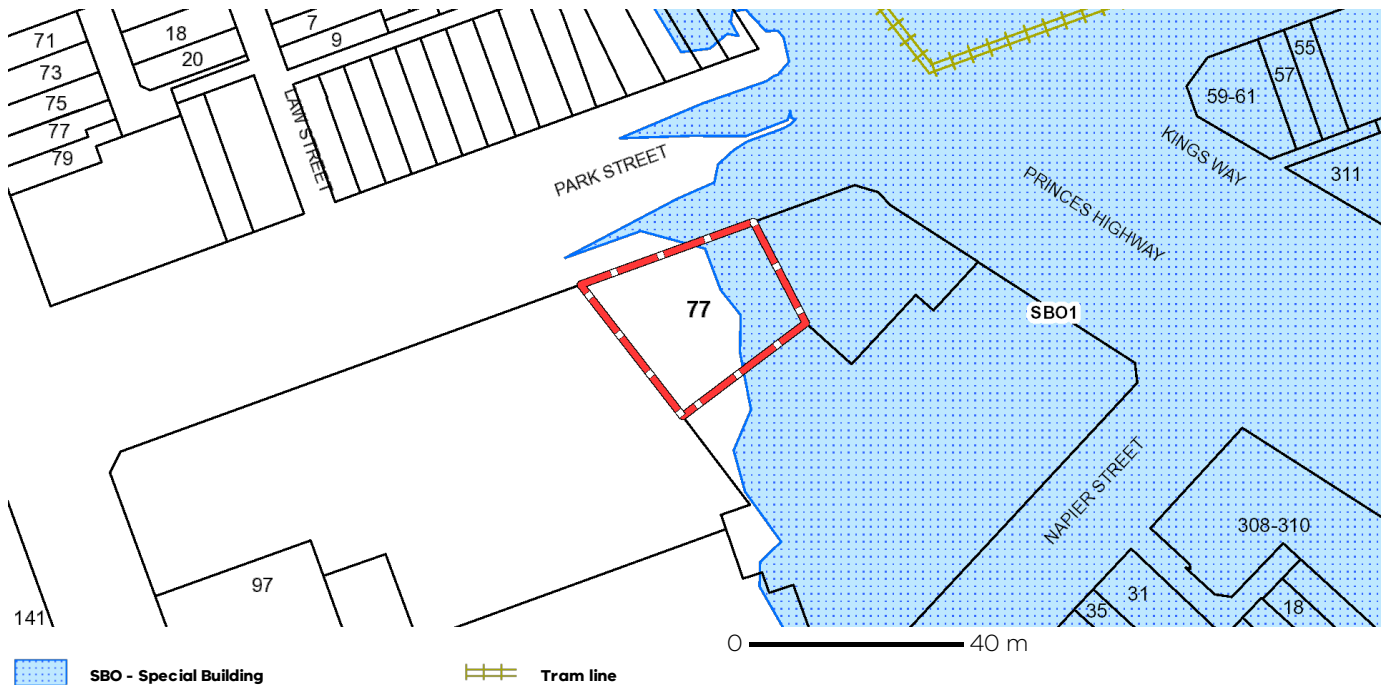 71
18
7
9
20
73
75
77
79
LAW STREET
PARK STREET
55
57
59-61
KINGS WAY
311
PRINCES HIGHWAY
77
SBO1
NAPIER STREET
308-310
97
141
31
35
18
0 40 m
SBO - Special Building
Tram line